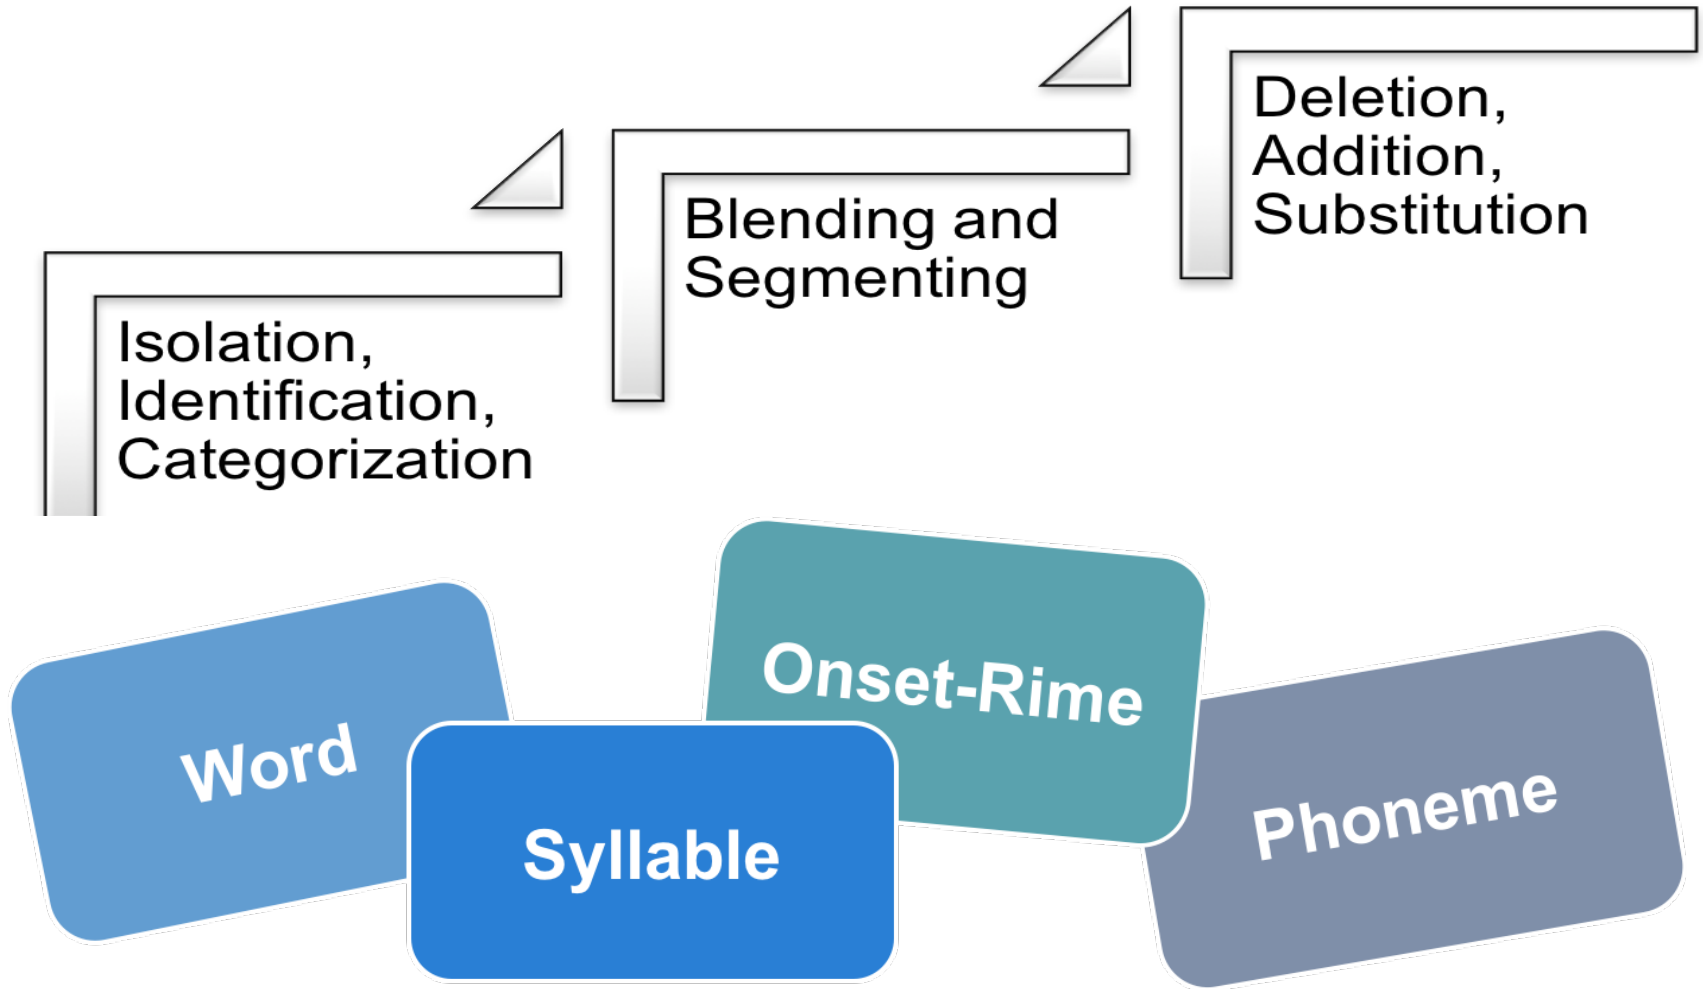 Isolation,
Identification,
Categorization
Blending and
Segmenting
Deletion,
Addition,
Substitution
Word
Syllable
Onset-Rime
Phoneme